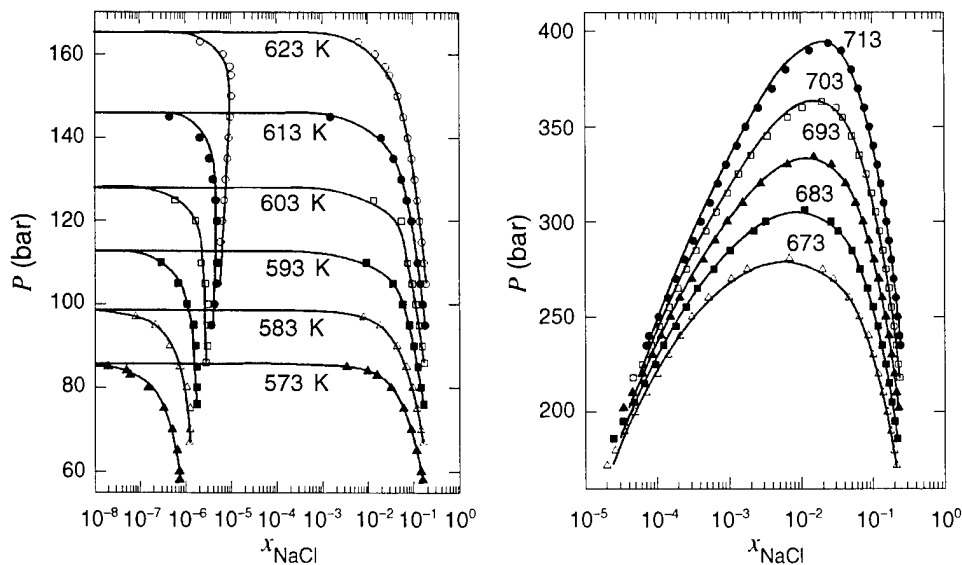 160
140
120
100
80
60
P (bar)
623 K
613 K
603 K
593 K
583 K
573 K
10⁻⁸ 10⁻⁷ 10⁻⁶ 10⁻⁵ 10⁻⁴ 10⁻³ 10⁻² 10⁻¹ 10⁰
x_NaCl
400
350
300
250
200
P (bar)
713
703
693
683
673
10⁻⁵ 10⁻⁴ 10⁻³ 10⁻² 10⁻¹ 10⁰
x_NaCl